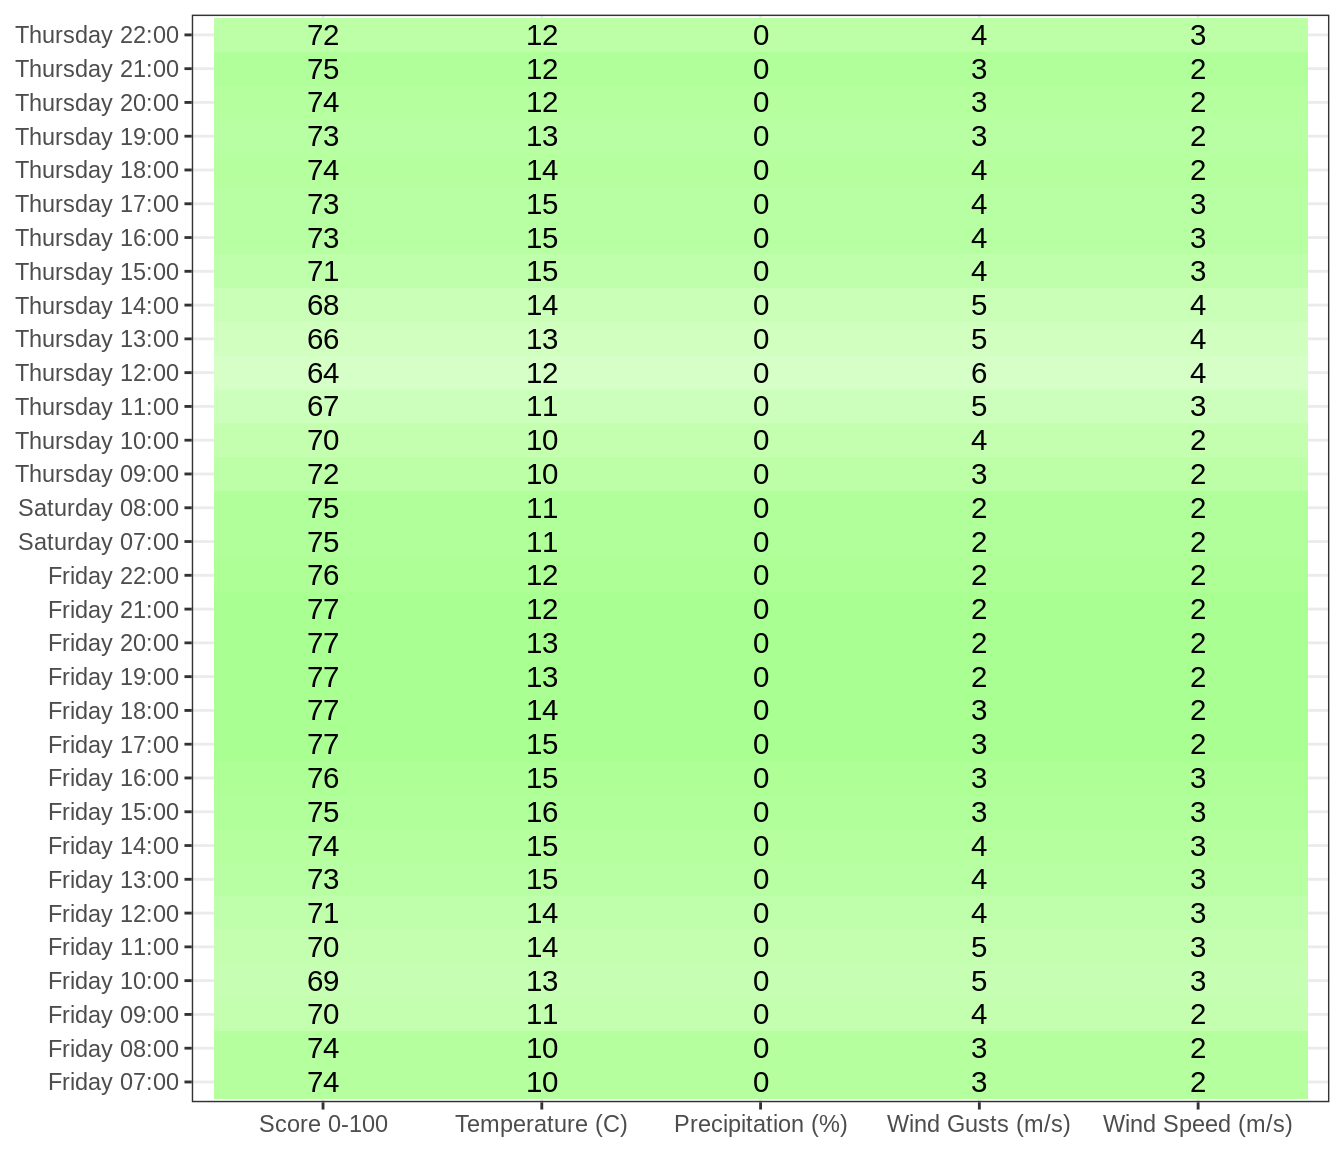 Thursday 22:00 72 12 0 4 3
Thursday 21:00 75 12 0 3 2
Thursday 20:00 74 12 0 3 2
Thursday 19:00 73 13 0 3 2
Thursday 18:00 74 14 0 4 2
Thursday 17:00 73 15 0 4 3
Thursday 16:00 73 15 0 4 3
Thursday 15:00 71 15 0 4 3
Thursday 14:00 68 14 0 5 4
Thursday 13:00 66 13 0 5 4
Thursday 12:00 64 12 0 6 4
Thursday 11:00 67 11 0 5 3
Thursday 10:00 70 10 0 4 2
Thursday 09:00 72 10 0 3 2
Saturday 08:00 75 11 0 2 2
Saturday 07:00 75 11 0 2 2
Friday 22:00 76 12 0 2 2
Friday 21:00 77 12 0 2 2
Friday 20:00 77 13 0 2 2
Friday 19:00 77 13 0 2 2
Friday 18:00 77 14 0 3 2
Friday 17:00 77 15 0 3 2
Friday 16:00 76 15 0 3 3
Friday 15:00 75 16 0 3 3
Friday 14:00 74 15 0 4 3
Friday 13:00 73 15 0 4 3
Friday 12:00 71 14 0 4 3
Friday 11:00 70 14 0 5 3
Friday 10:00 69 13 0 5 3
Friday 09:00 70 11 0 4 2
Friday 08:00 74 10 0 3 2
Friday 07:00 74 10 0 3 2
Score 0-100 Temperature (C) Precipitation (%) Wind Gusts (m/s) Wind Speed (m/s)